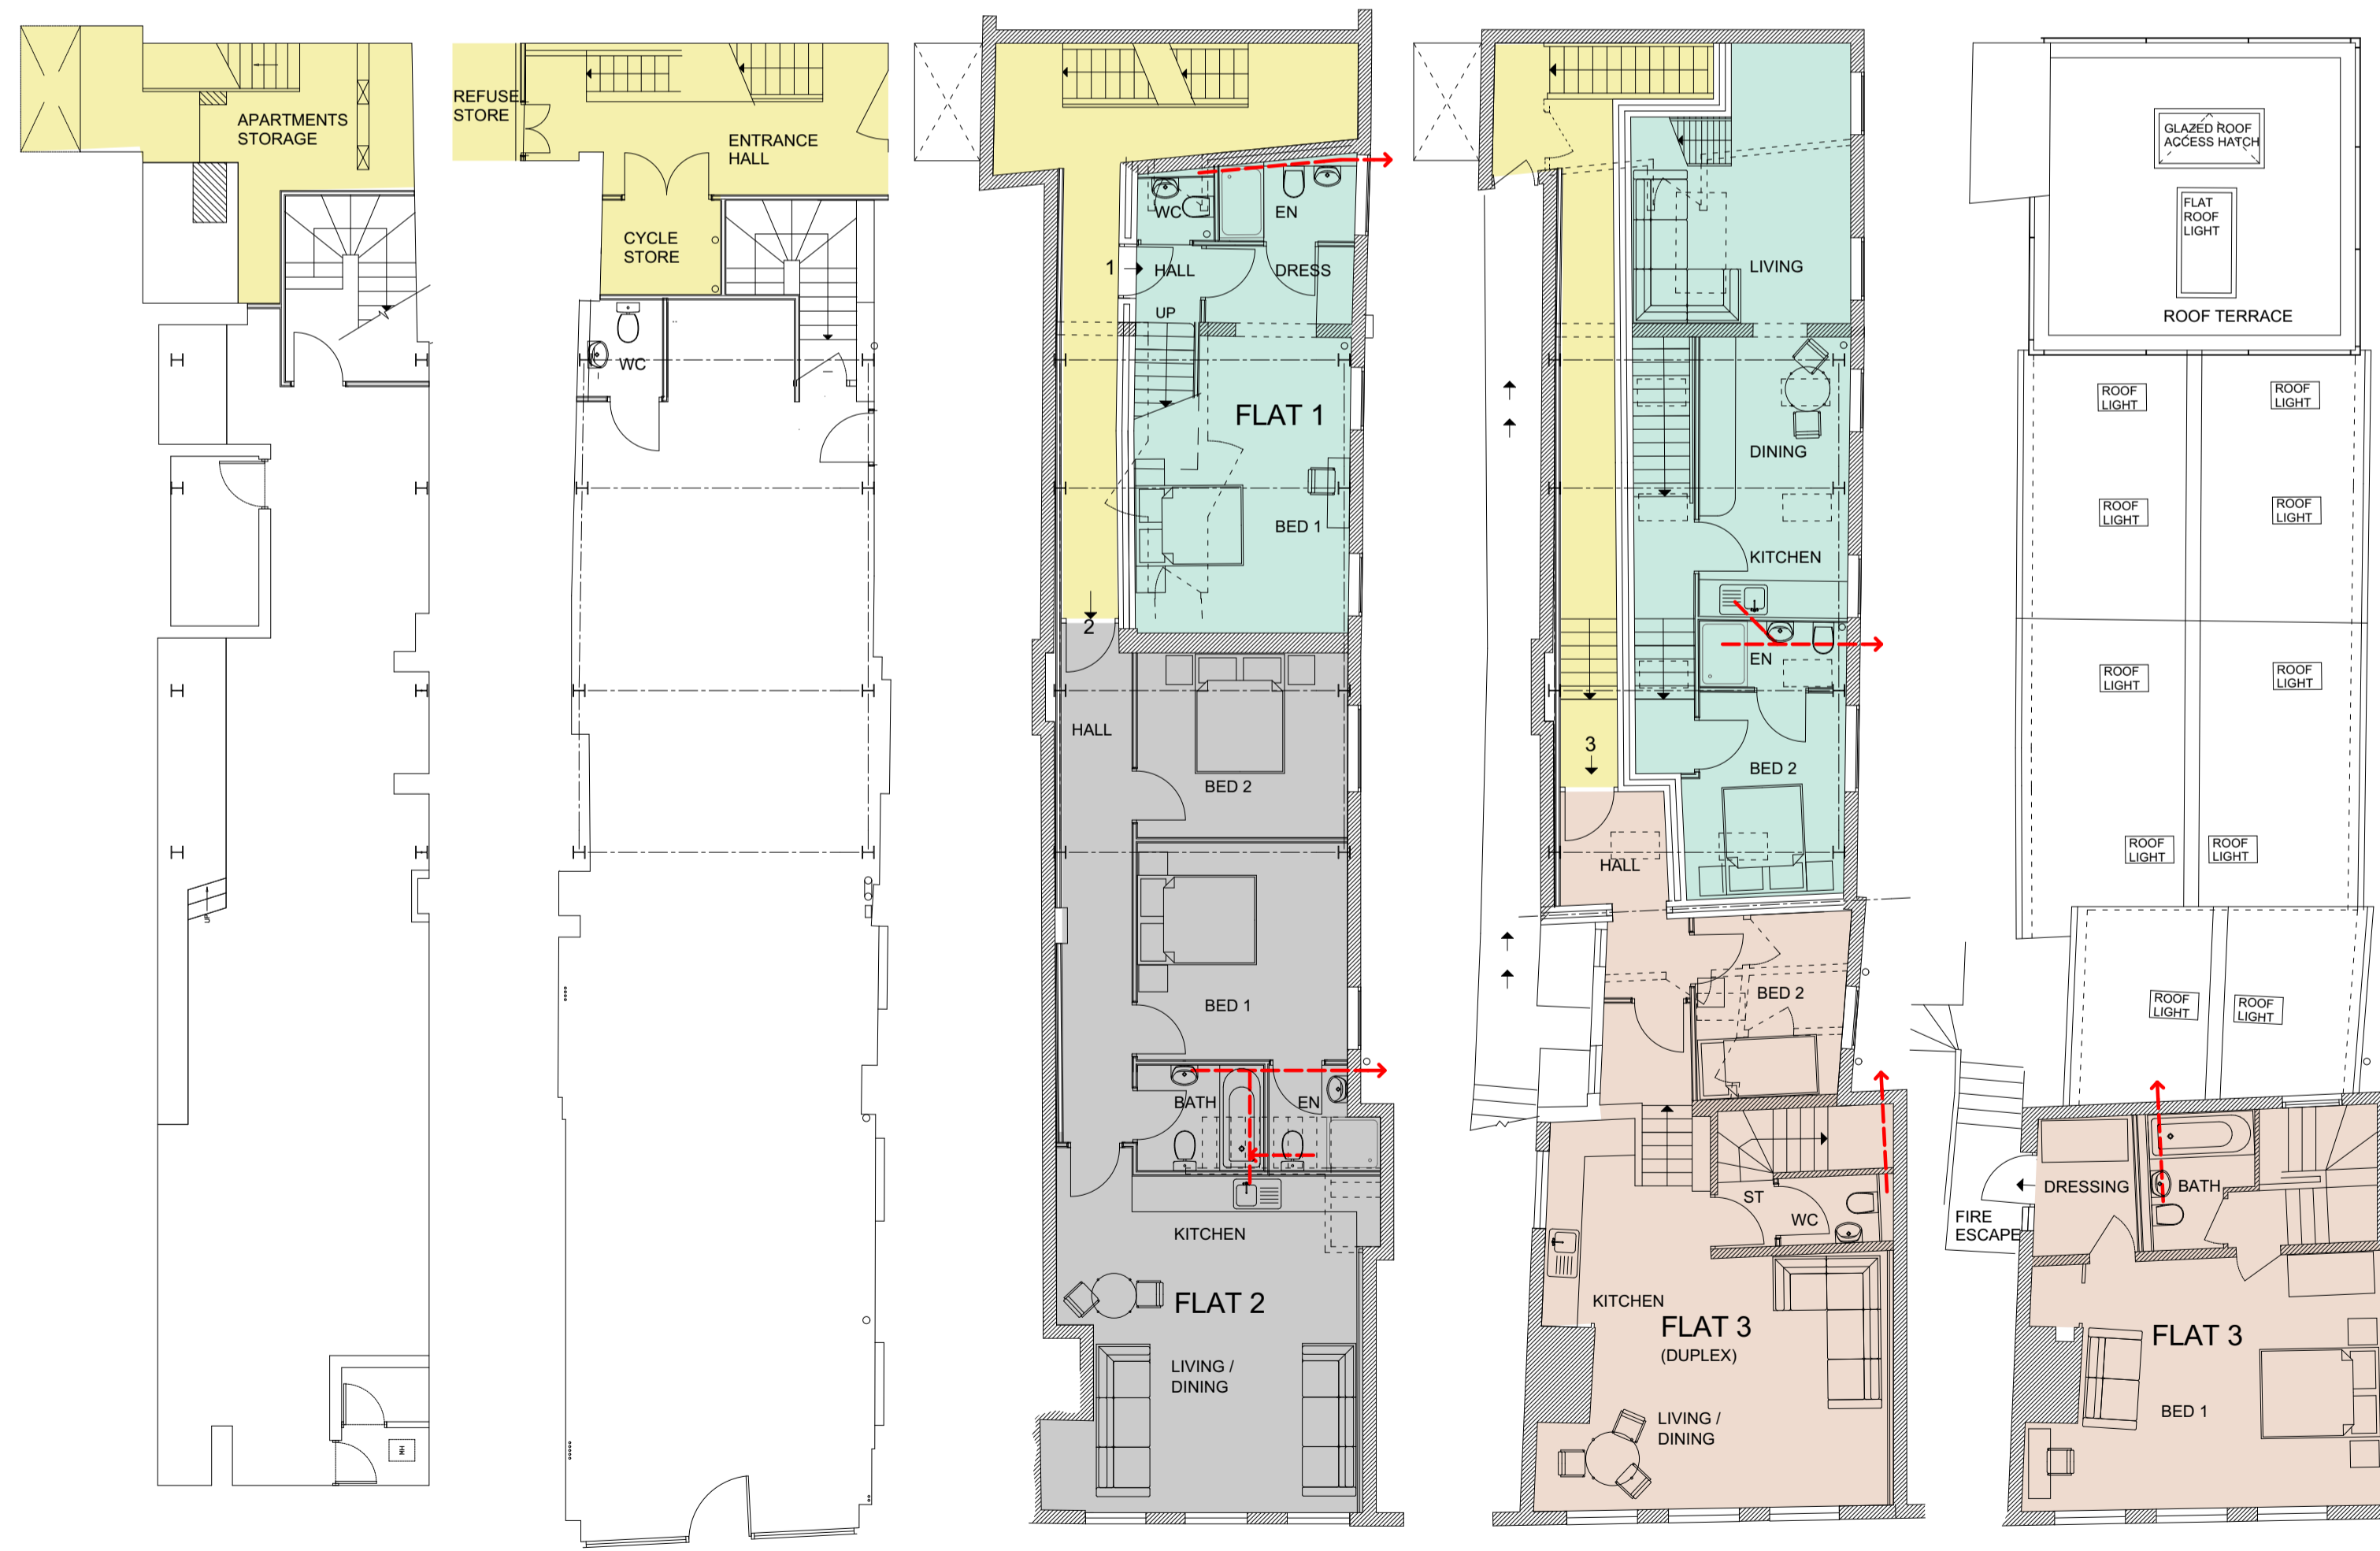 APARTMENTS
STORAGE
UP
MH
REFUSE
STORE
ENTRANCE
HALL
CYCLE
STORE
WC
WC
EN
1
HALL
DRESS
UP
FLAT 1
BED 1
2
HALL
BED 2
BED 1
BATH
EN
KITCHEN
FLAT 2
LIVING /
DINING
LIVING
DINING
KITCHEN
EN
BED 2
3
HALL
BED 2
ST
WC
KITCHEN
FLAT 3
(DUPLEX)
LIVING /
DINING
GLAZED ROOF
ACCESS HATCH
FLAT
ROOF
LIGHT
ROOF TERRACE
ROOF
LIGHT
ROOF
LIGHT
ROOF
LIGHT
ROOF
LIGHT
ROOF
LIGHT
ROOF
LIGHT
ROOF
LIGHT
ROOF
LIGHT
ROOF
LIGHT
ROOF
LIGHT
DRESSING
BATH
FIRE
ESCAPE
FLAT 3
BED 1